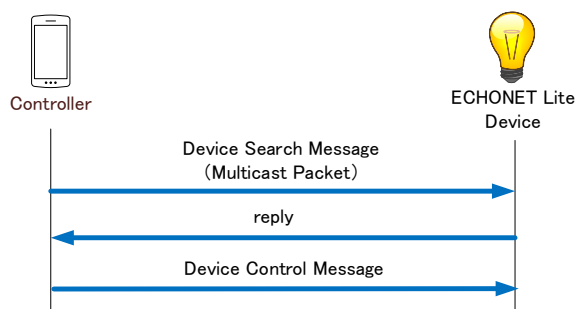 Controller
ECHONET Lite
Device
Device Search Message
（Multicast Packet）
reply
Device Control Message